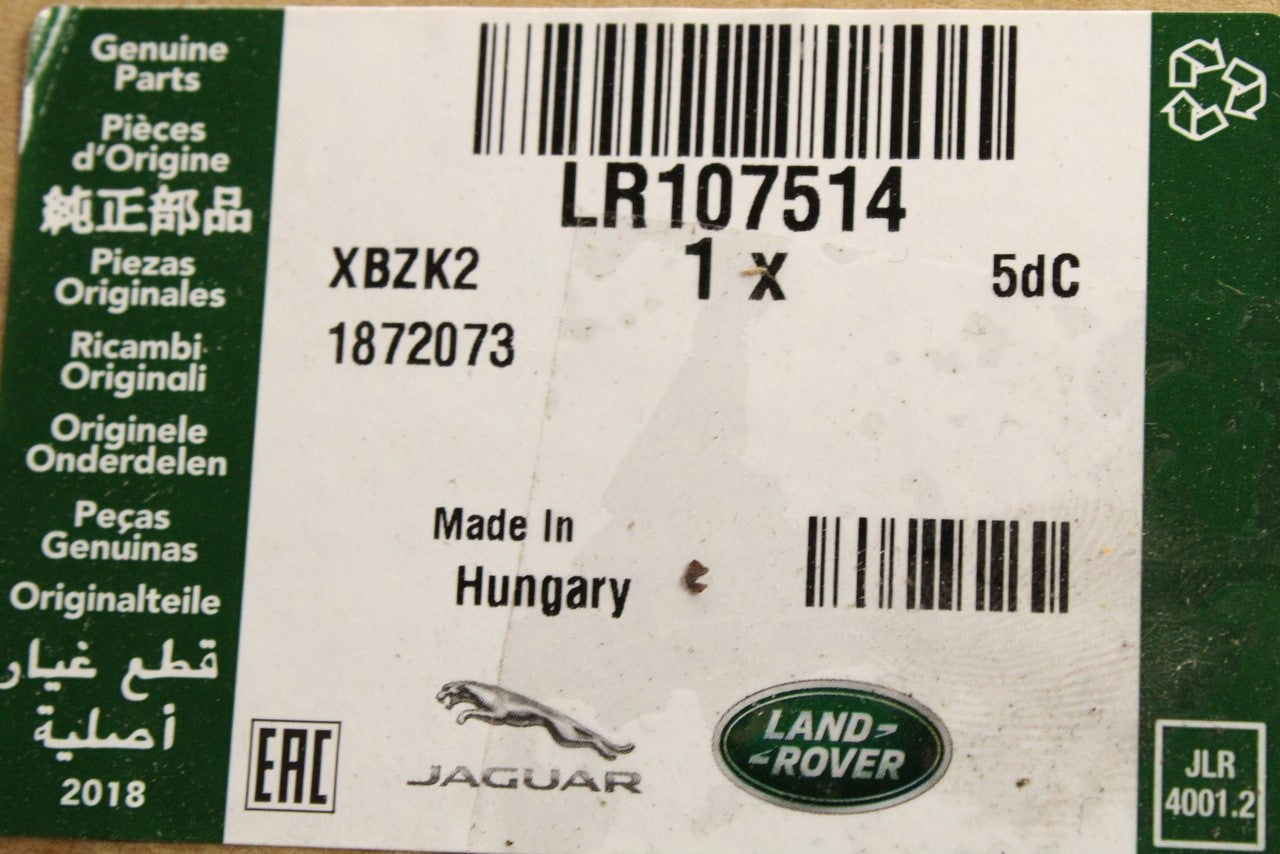 Genuine
Parts
Pièces
d'Origine
純正部品
Piezas
Originales
Ricambi
Originali
Originele
Onderdelen
Peças
Genuinas
Originalteile
قطع غيار
أصلية
2018
LR107514
XBZK2 1 x 5dC
1872073
Made In
Hungary
EAC
JAGUAR
LAND-
-ROVER
JLR
4001.2